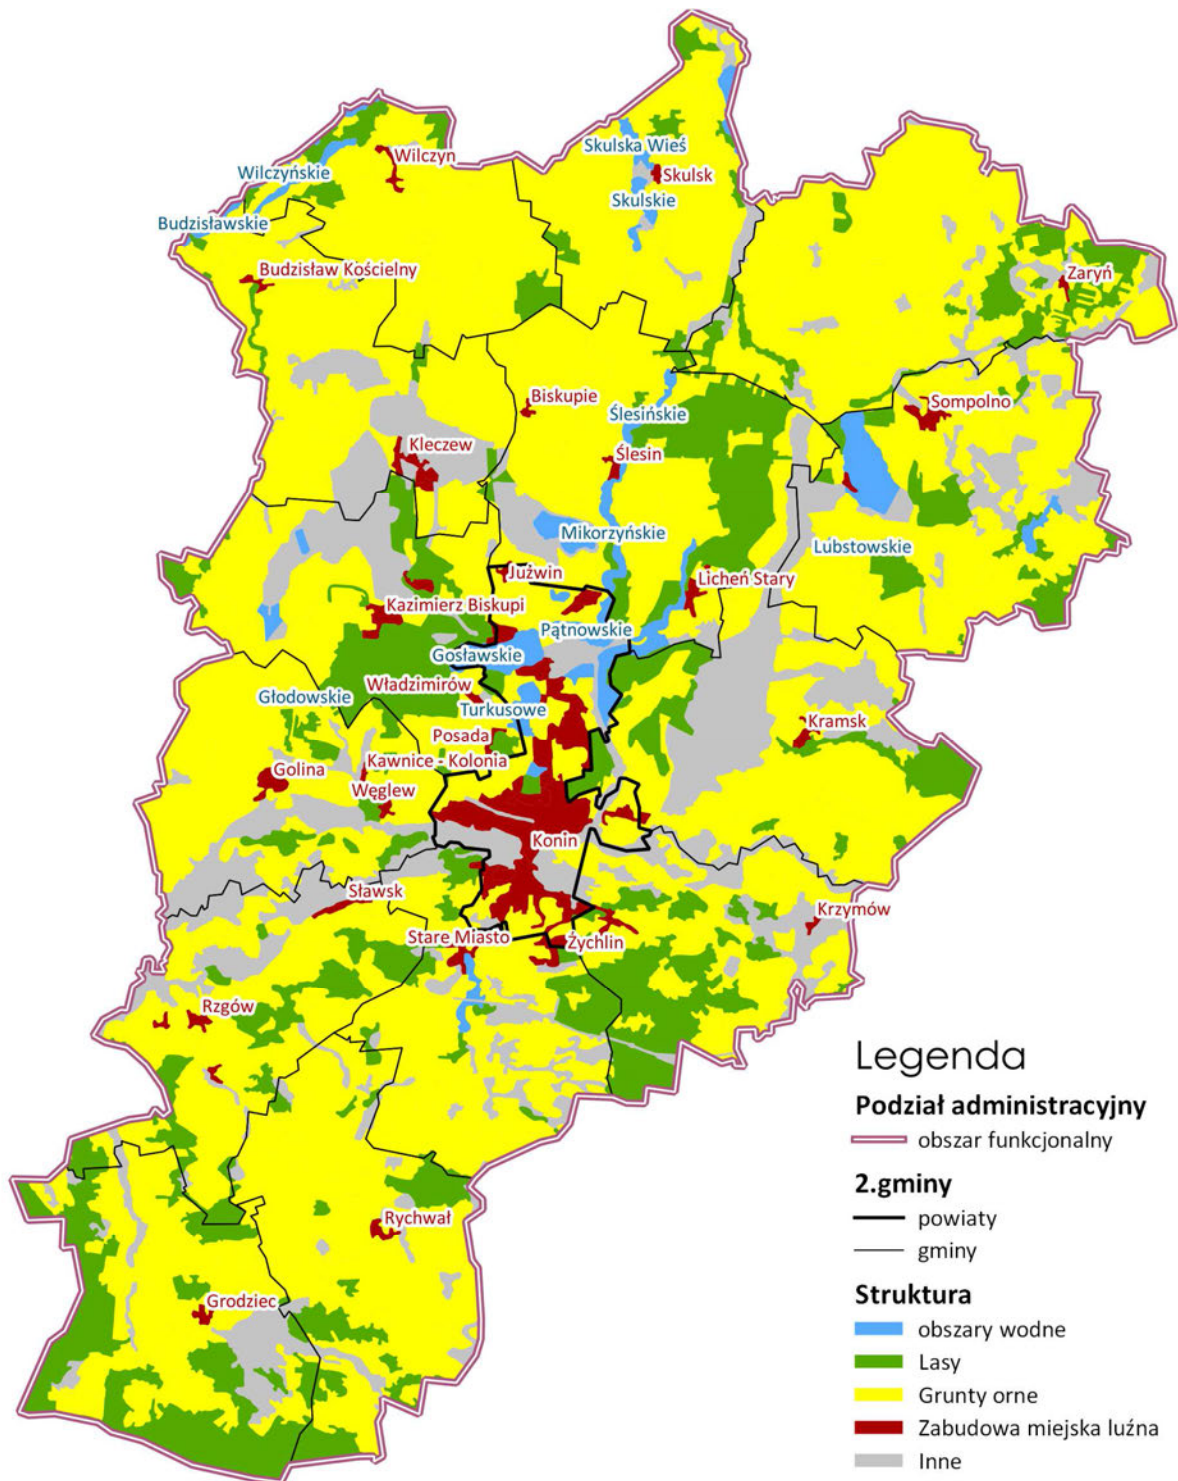 Wilczyn
Skulska Wieś
Wilczyńskie
Skulsk
Skulskie
Budzisławskie
Budzisław Kościelny
Zaryń
Biskupie
Ślesińskie
Sompolno
Kleczew
Ślesin
Mikorzyńskie
Lubstowskie
Juźwin
Licheń Stary
Kazimierz Biskupi
Pątnowskie
Gosławskie
Władzimirów
Głodowskie
Turkusowe
Kramsk
Posada
Kawnice - Kolonia
Golina
Węglew
Konin
Sławsk
Krzymów
Stare Miasto
Żychlin
Rzgów
Rychwał
Grodziec
Legenda
Podział administracyjny
obszar funkcjonalny
2.gminy
powiaty
gminy
Struktura
obszary wodne
Lasy
Grunty orne
Zabudowa miejska luźna
Inne